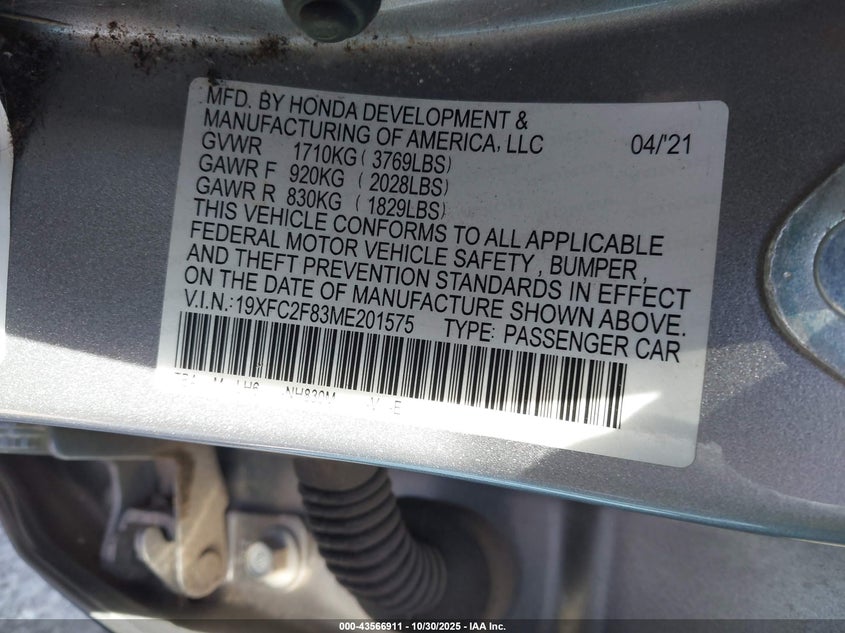 MFD. BY HONDA DEVELOPMENT &
MANUFACTURING OF AMERICA, LLC 04/'21
GVWR 1710KG ( 3769LBS)
GAWR F 920KG ( 2028LBS)
GAWR R 830KG ( 1829LBS)
THIS VEHICLE CONFORMS TO ALL APPLICABLE
FEDERAL MOTOR VEHICLE SAFETY, BUMPER,
AND THEFT PREVENTION STANDARDS IN EFFECT
ON THE DATE OF MANUFACTURE SHOWN ABOVE.
V.I.N.:19XFC2F83ME201575 TYPE: PASSENGER CAR
NH830M
000-43566911 - 10/30/2025 - IAA Inc.